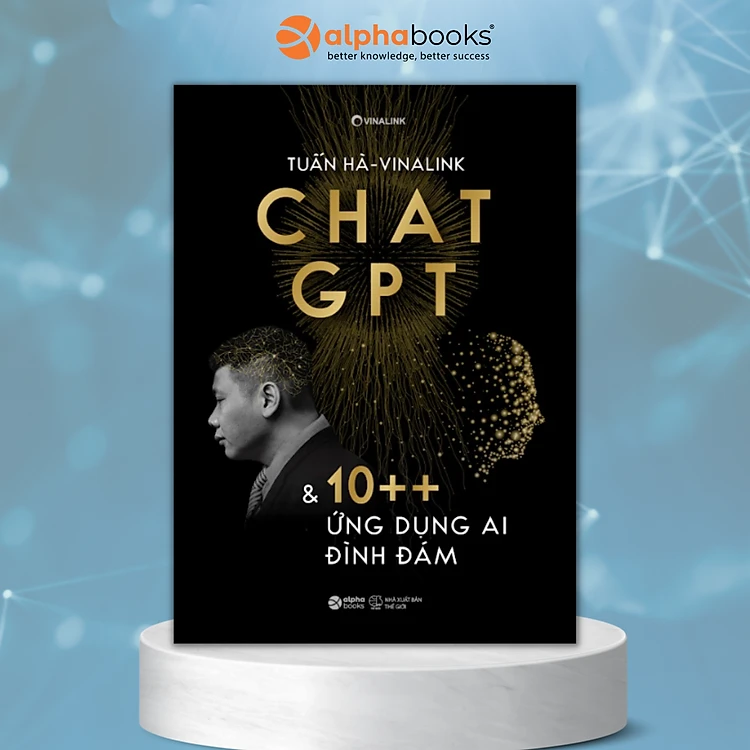 alphabooks®
better knowledge, better success
VINALINK
TUẤN HÀ-VINALINK
CHAT
GPT
& 10++
ỨNG DỤNG AI
ĐÌNH ĐÁM
alpha
books
NHÀ XUẤT BẢN
THẾ GIỚI